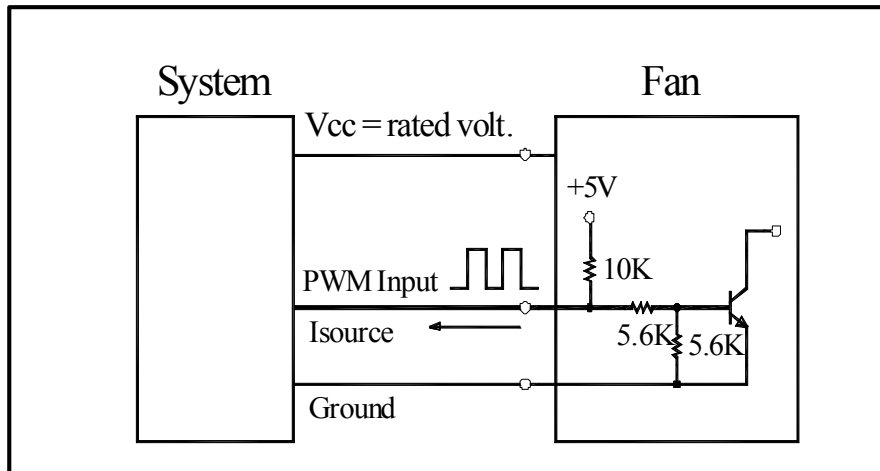 System
Fan
Vcc = rated volt.
+5V
10K
PWM Input
5.6K
5.6K
Isource
Ground